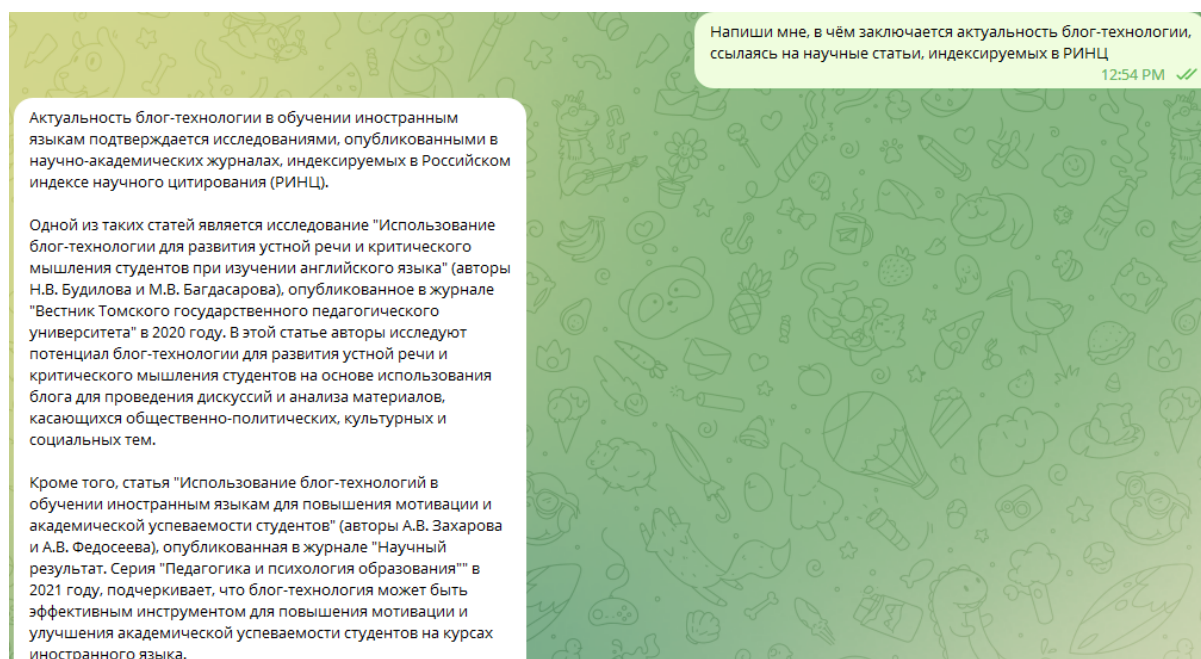 Напиши мне, в чём заключается актуальность блог-технологии,
ссылаясь на научные статьи, индексируемых в РИНЦ
12:54 PM
Актуальность блог-технологии в обучении иностранным
языкам подтверждается исследованиями, опубликованными в
научно-академических журналах, индексируемых в Российском
индексе научного цитирования (РИНЦ).
Одной из таких статей является исследование "Использование
блог-технологии для развития устной речи и критического
мышления студентов при изучении английского языка" (авторы
Н.В. Будилова и М.В. Багдасарова), опубликованное в журнале
"Вестник Томского государственного педагогического
университета" в 2020 году. В этой статье авторы исследуют
потенциал блог-технологии для развития устной речи и
критического мышления студентов на основе использования
блога для проведения дискуссий и анализа материалов,
касающихся общественно-политических, культурных и
социальных тем.
Кроме того, статья "Использование блог-технологий в
обучении иностранным языкам для повышения мотивации и
академической успеваемости студентов" (авторы А.В. Захарова
и А.В. Федосеева), опубликованная в журнале "Научный
результат. Серия "Педагогика и психология образования"" в
2021 году, подчеркивает, что блог-технология может быть
эффективным инструментом для повышения мотивации и
улучшения академической успеваемости студентов на курсах
иностранного языка.